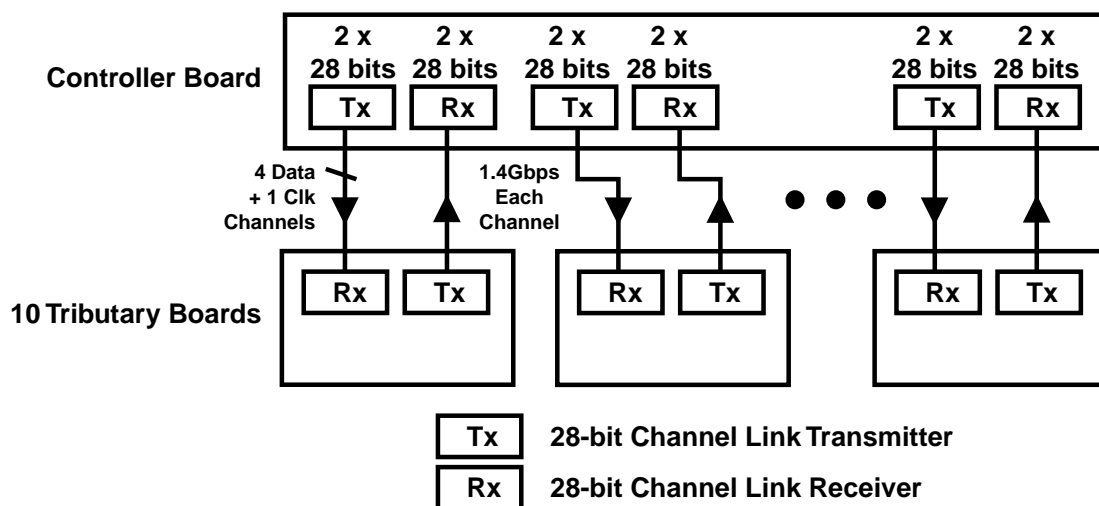 2 x 2 x 2 x 2 x 2 x 2 x
Controller Board 28 bits 28 bits 28 bits 28 bits 28 bits 28 bits
Tx Rx Tx Rx Tx Rx
4 Data 1.4Gbps
+ 1 Clk Each
Channels Channel
10 Tributary Boards Rx Tx Rx Tx Rx Tx
Tx 28-bit Channel Link Transmitter
Rx 28-bit Channel Link Receiver